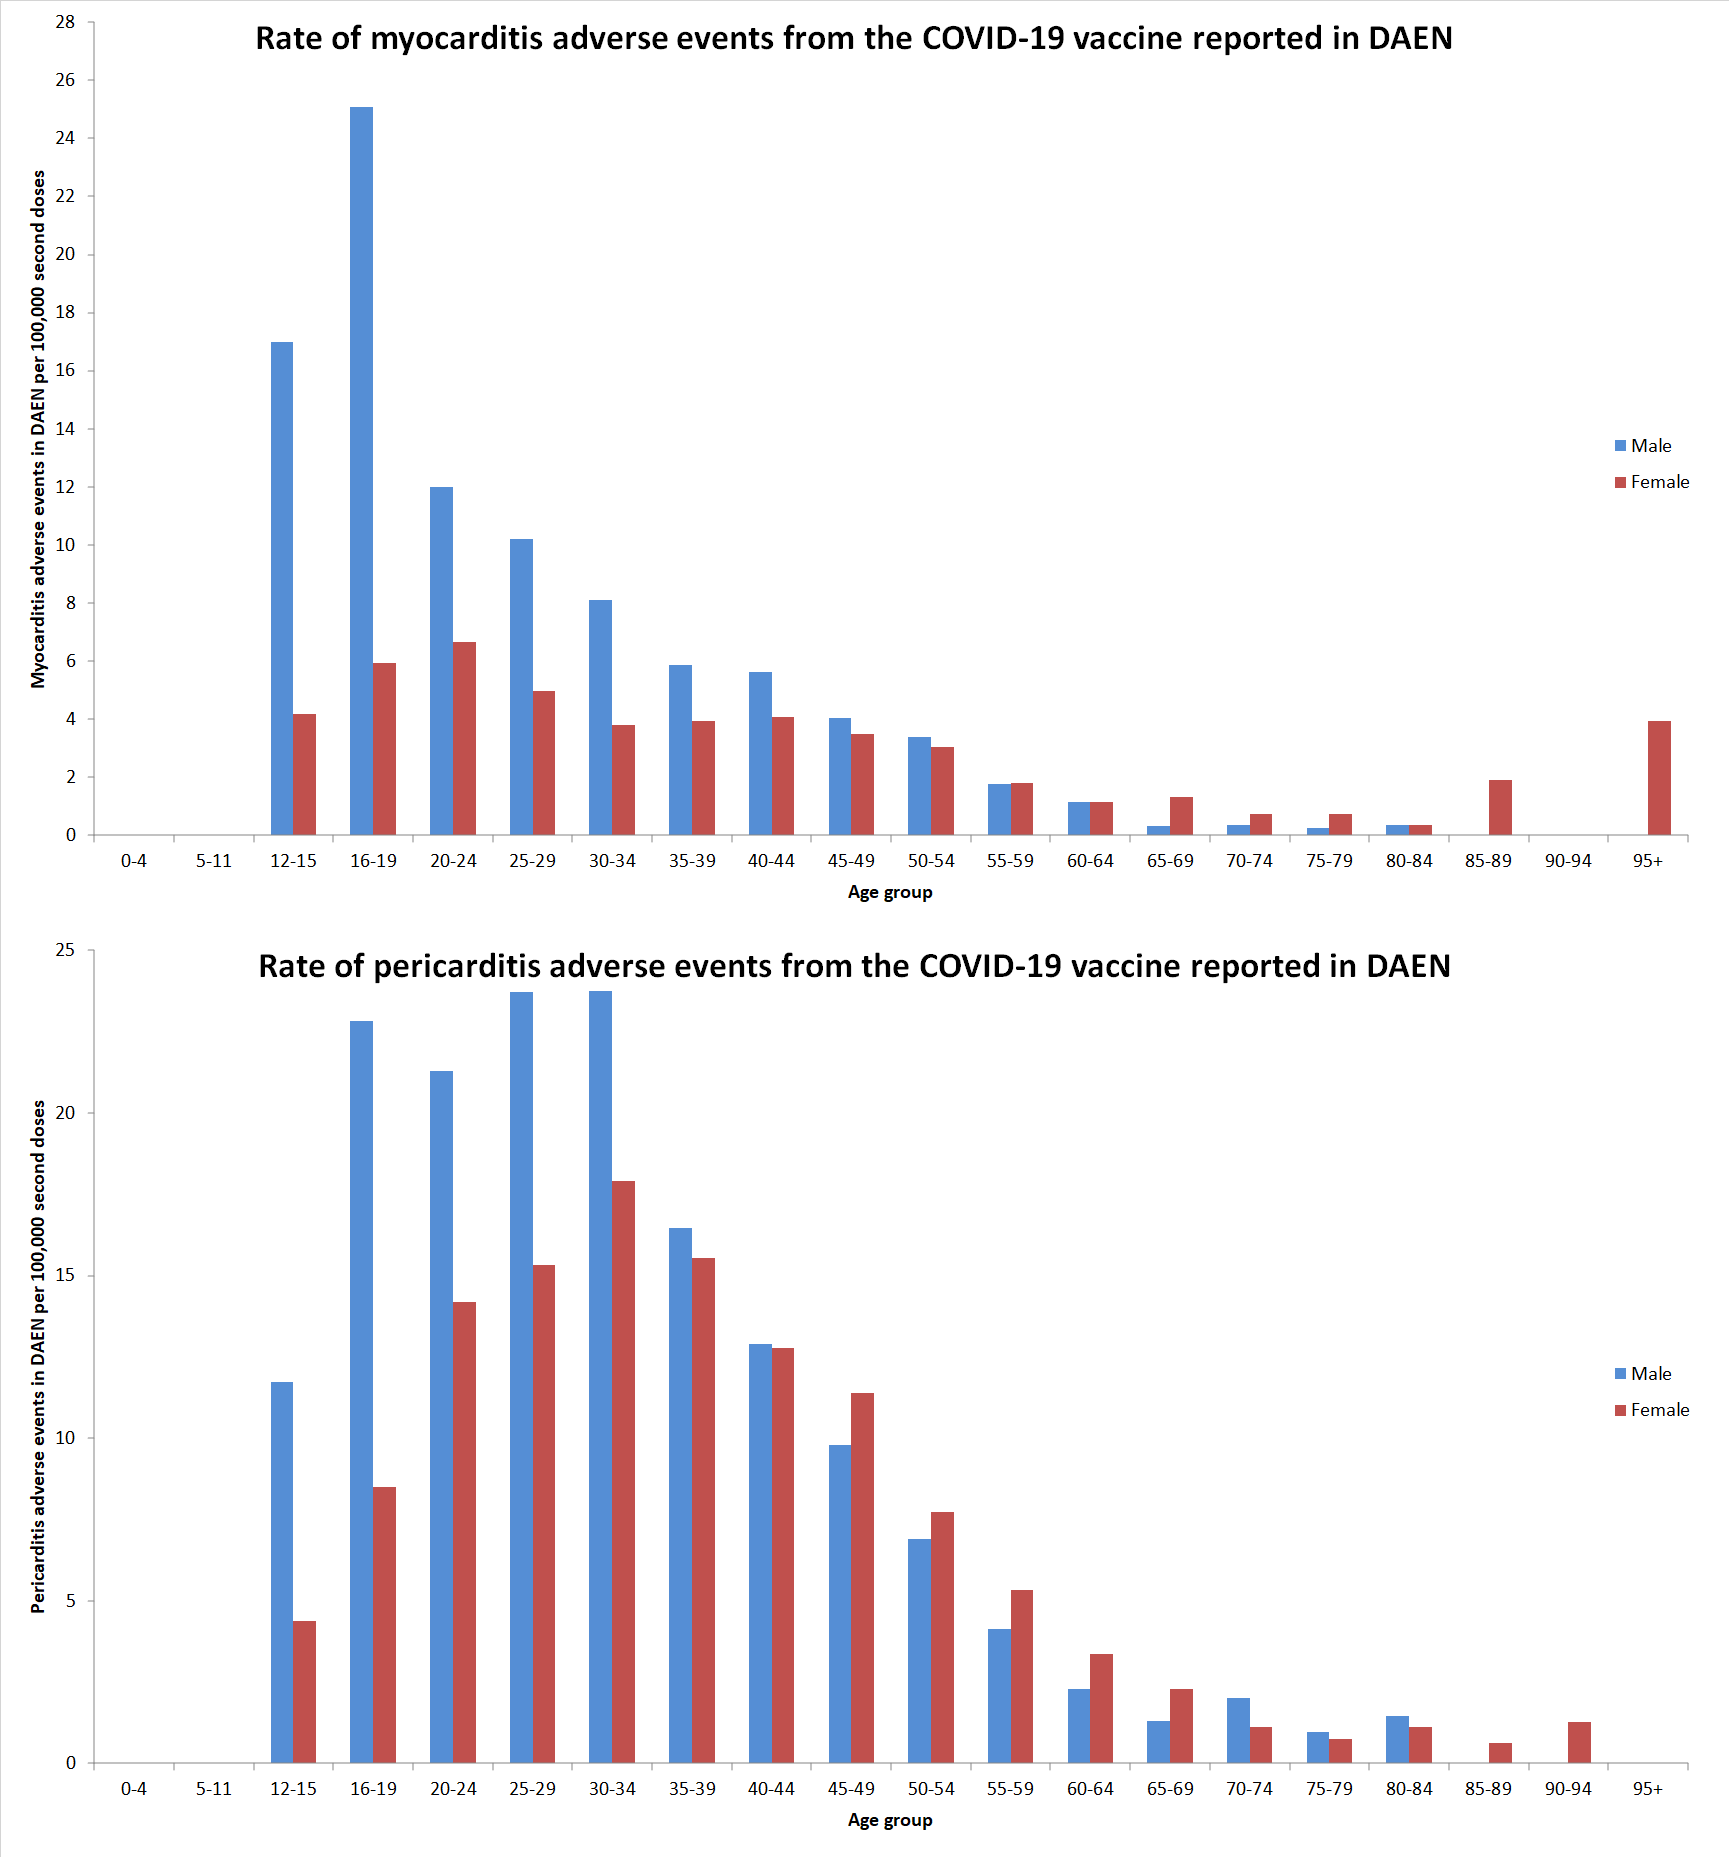 Rate of myocarditis adverse events from the COVID-19 vaccine reported in DAEN
Myocarditis adverse events in DAEN per 100,000 second doses
28
26
24
22
20
18
16
14
12
10
8
6
4
2
0
Male
Female
0-4 5-11 12-15 16-19 20-24 25-29 30-34 35-39 40-44 45-49 50-54 55-59 60-64 65-69 70-74 75-79 80-84 85-89 90-94 95+
Age group
Rate of pericarditis adverse events from the COVID-19 vaccine reported in DAEN
Pericarditis adverse events in DAEN per 100,000 second doses
25
20
15
10
5
0
Male
Female
0-4 5-11 12-15 16-19 20-24 25-29 30-34 35-39 40-44 45-49 50-54 55-59 60-64 65-69 70-74 75-79 80-84 85-89 90-94 95+
Age group